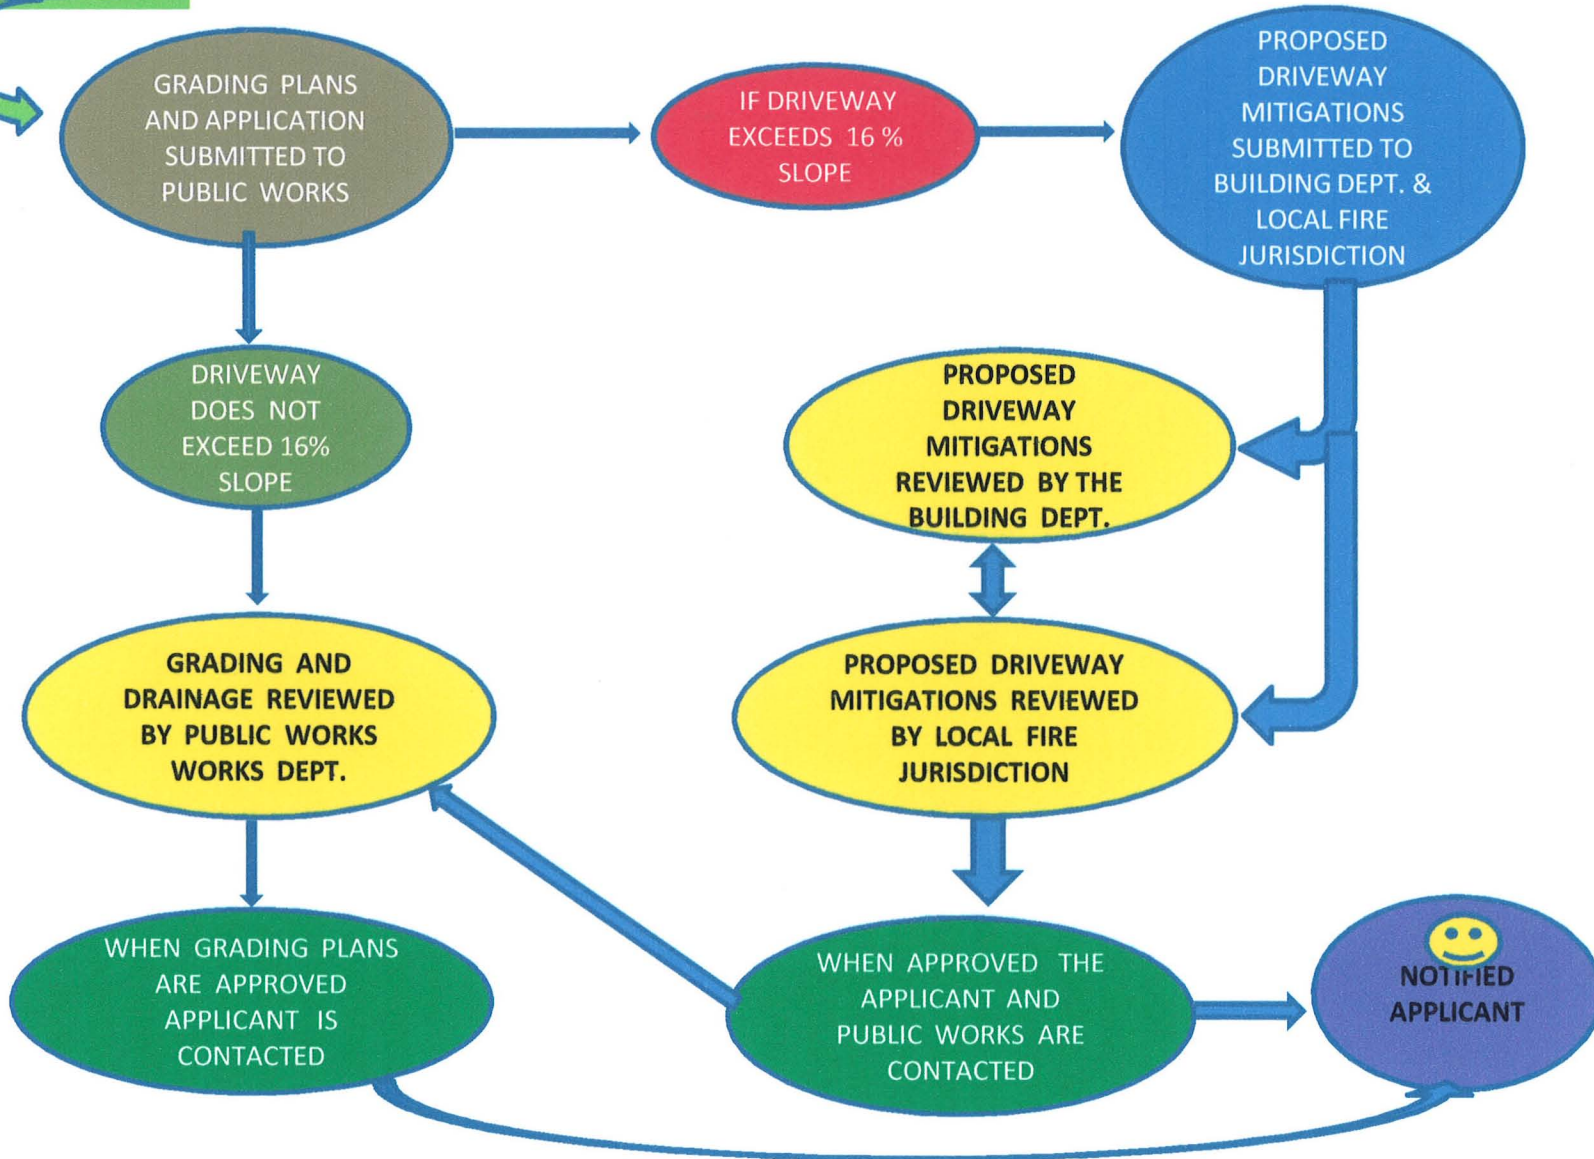 GRADING PLANS
AND APPLICATION
SUBMITTED TO
PUBLIC WORKS
IF DRIVEWAY
EXCEEDS 16 %
SLOPE
PROPOSED
DRIVEWAY
MITIGATIONS
SUBMITTED TO
BUILDING DEPT. &
LOCAL FIRE
JURISDICTION
DRIVEWAY
DOES NOT
EXCEED 16%
SLOPE
PROPOSED
DRIVEWAY
MITIGATIONS
REVIEWED BY THE
BUILDING DEPT.
GRADING AND
DRAINAGE REVIEWED
BY PUBLIC WORKS
WORKS DEPT.
PROPOSED DRIVEWAY
MITIGATIONS REVIEWED
BY LOCAL FIRE
JURISDICTION
WHEN GRADING PLANS
ARE APPROVED
APPLICANT IS
CONTACTED
WHEN APPROVED THE
APPLICANT AND
PUBLIC WORKS ARE
CONTACTED
NOTIFIED
APPLICANT